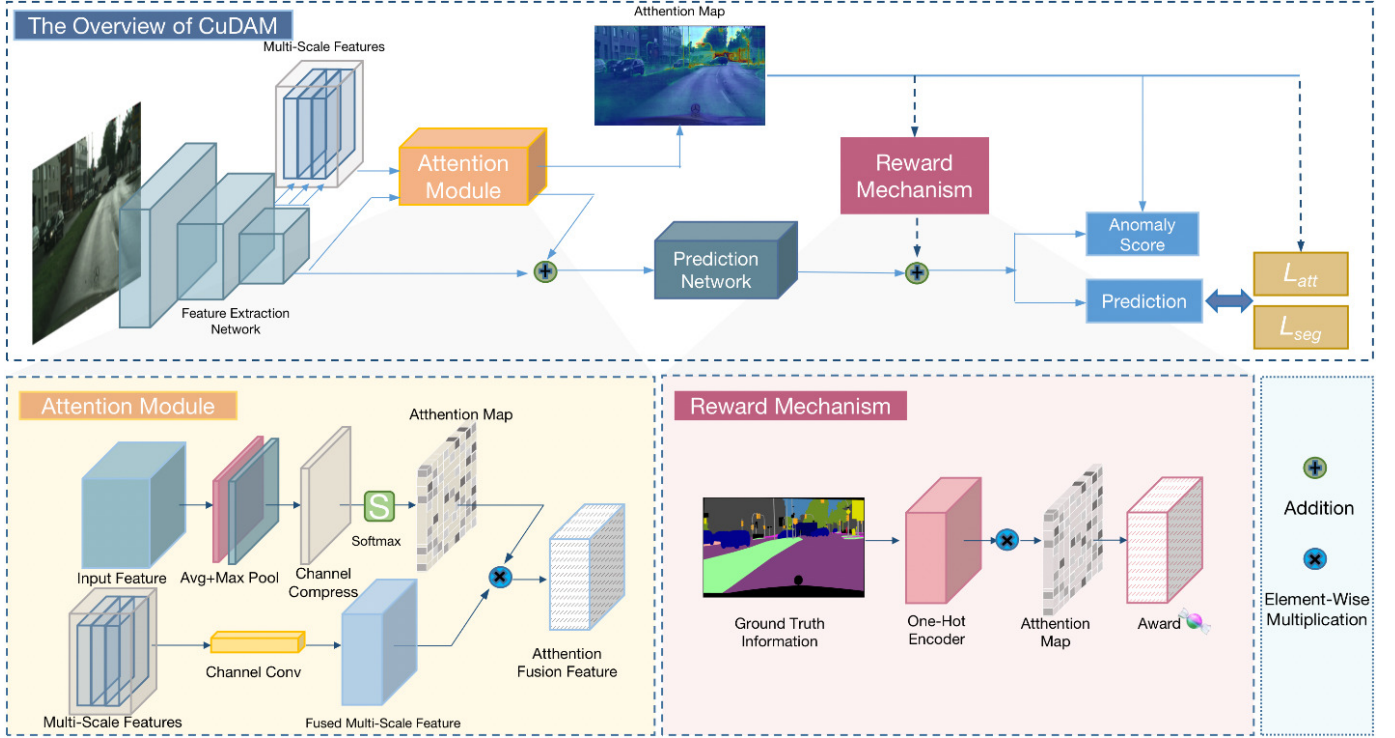 The Overview of CuDAM
Multi-Scale Features
Atthention Map
Attention
Module
Reward
Mechanism
Feature Extraction
Network
Prediction
Network
Anomaly
Score
Prediction
L_att
L_seg
Attention Module
Atthention Map
S
Softmax
Input Feature
Avg+Max Pool
Channel
Compress
Channel Conv
Atthention
Fusion Feature
Multi-Scale Features
Fused Multi-Scale Feature
Reward Mechanism
Ground Truth
Information
One-Hot
Encoder
Atthention
Map
Award
Addition
Element-Wise
Multiplication